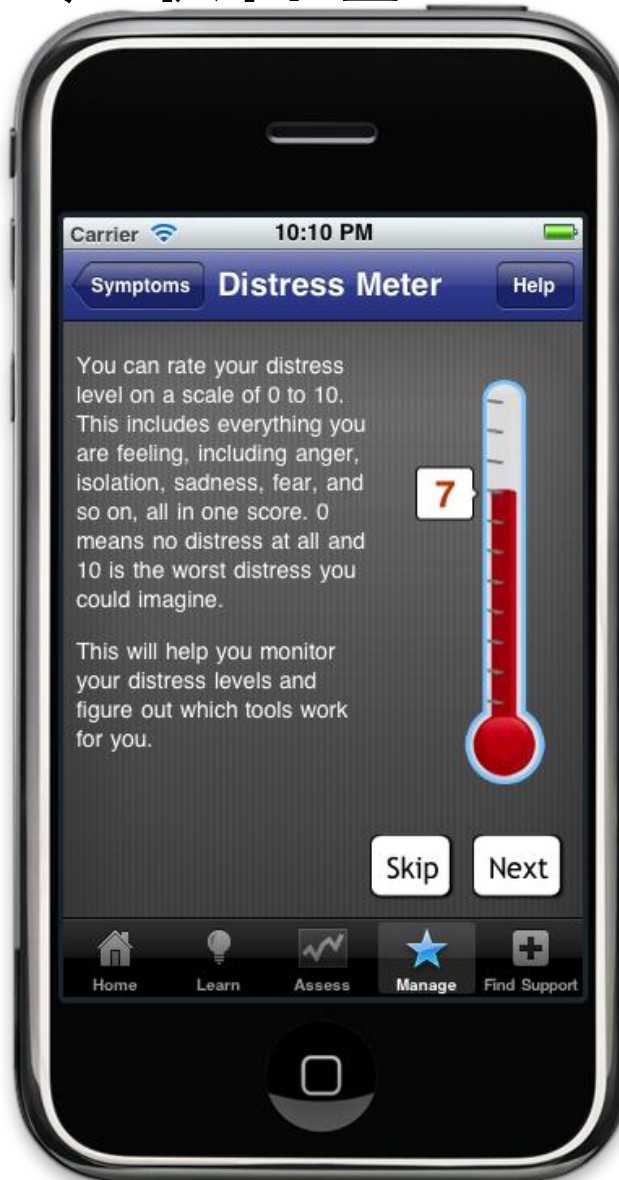 Carrier
10:10 PM
Symptoms
Distress Meter
Help
You can rate your distress
level on a scale of 0 to 10.
This includes everything you
are feeling, including anger,
isolation, sadness, fear, and
so on, all in one score. 0
means no distress at all and
10 is the worst distress you
could imagine.
7
This will help you monitor
your distress levels and
figure out which tools work
for you.
Skip
Next
Home
Learn
Assess
Manage
Find Support